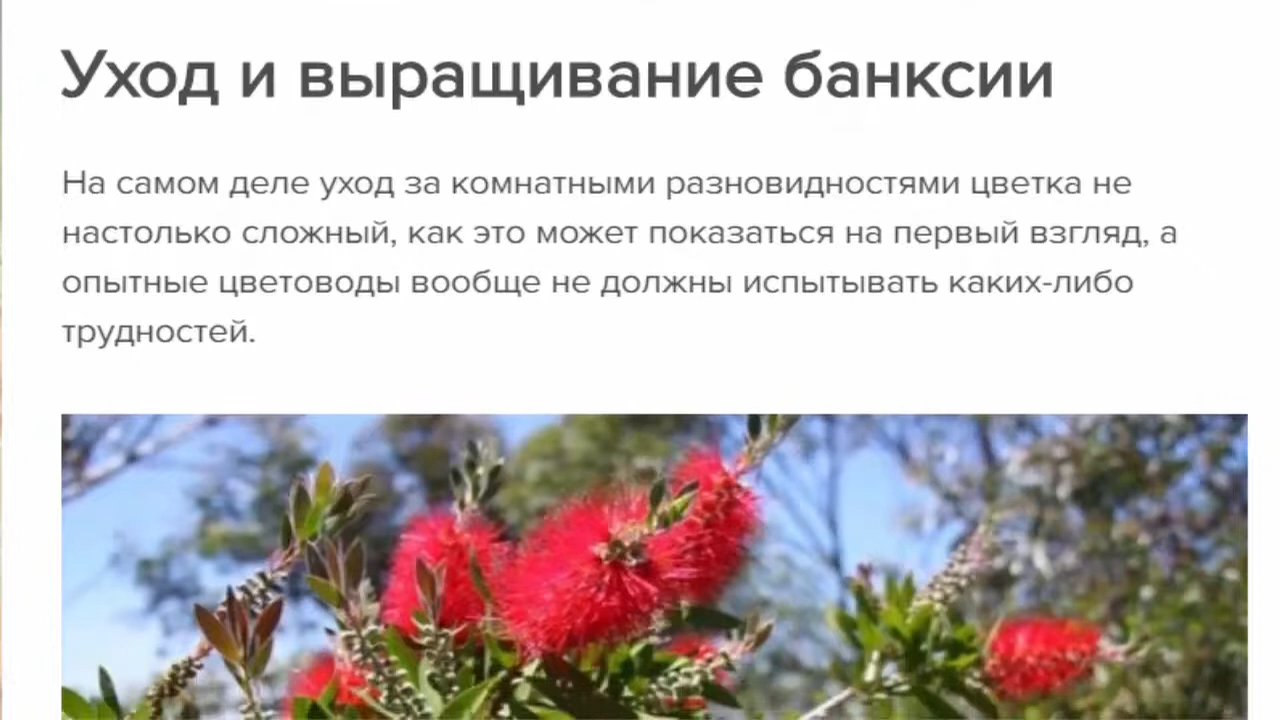 Уход и выращивание банксии
На самом деле уход за комнатными разновидностями цветка не
настолько сложный, как это может показаться на первый взгляд, а
опытные цветоводы вообще не должны испытывать каких-либо
трудностей.